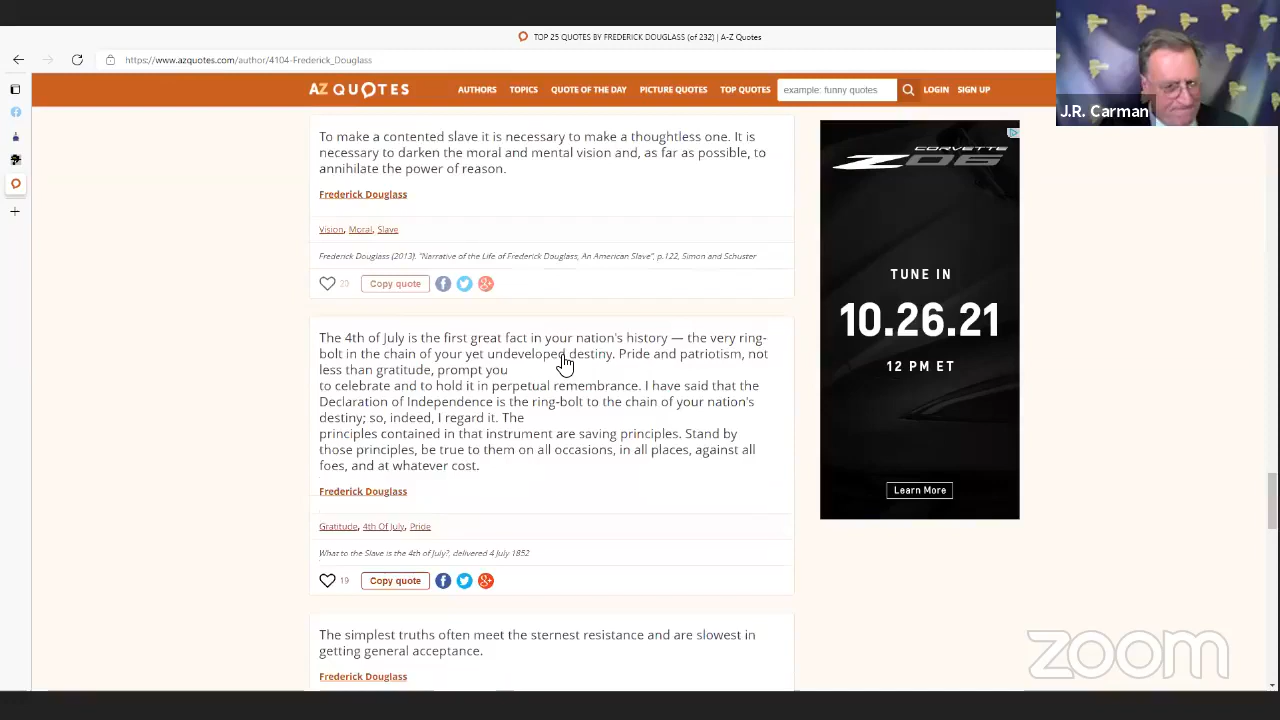 TOP 25 QUOTES BY FREDERICK DOUGLASS (of 232) | A-Z Quotes
https://www.azquotes.com/author/4104-Frederick_Douglass
AZ QUOTES AUTHORS TOPICS QUOTE OF THE DAY PICTURE QUOTES TOP QUOTES example: funny quotes LOGIN SIGN UP
J.R. Carman
To make a contented slave it is necessary to make a thoughtless one. It is
necessary to darken the moral and mental vision and, as far as possible, to
annihilate the power of reason.
Frederick Douglass
Vision, Moral, Slave
Frederick Douglass (2013). "Narrative of the Life of Frederick Douglass, An American Slave", p.122, Simon and Schuster
20 Copy quote
The 4th of July is the first great fact in your nation's history — the very ring-
bolt in the chain of your yet undeveloped destiny. Pride and patriotism, not
less than gratitude, prompt you
to celebrate and to hold it in perpetual remembrance. I have said that the
Declaration of Independence is the ring-bolt to the chain of your nation's
destiny; so, indeed, I regard it. The
principles contained in that instrument are saving principles. Stand by
those principles, be true to them on all occasions, in all places, against all
foes, and at whatever cost.
Frederick Douglass
Gratitude, 4th Of July, Pride
What to the Slave is the 4th of July?, delivered 4 July 1852
19 Copy quote
The simplest truths often meet the sternest resistance and are slowest in
getting general acceptance.
Frederick Douglass
CORVETTE
Z06
TUNE IN
10.26.21
12 PM ET
Learn More
zoom